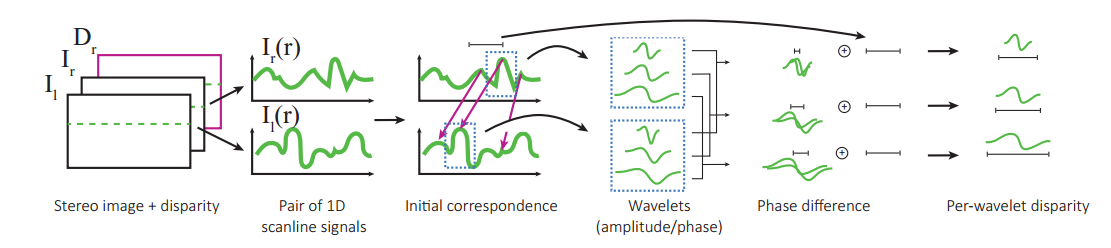 D_r
I_r
I_l
I_r(r)
I_l(r)
Stereo image + disparity
Pair of 1D
scanline signals
Initial correspondence
Wavelets
(amplitude/phase)
Phase difference
Per-wavelet disparity